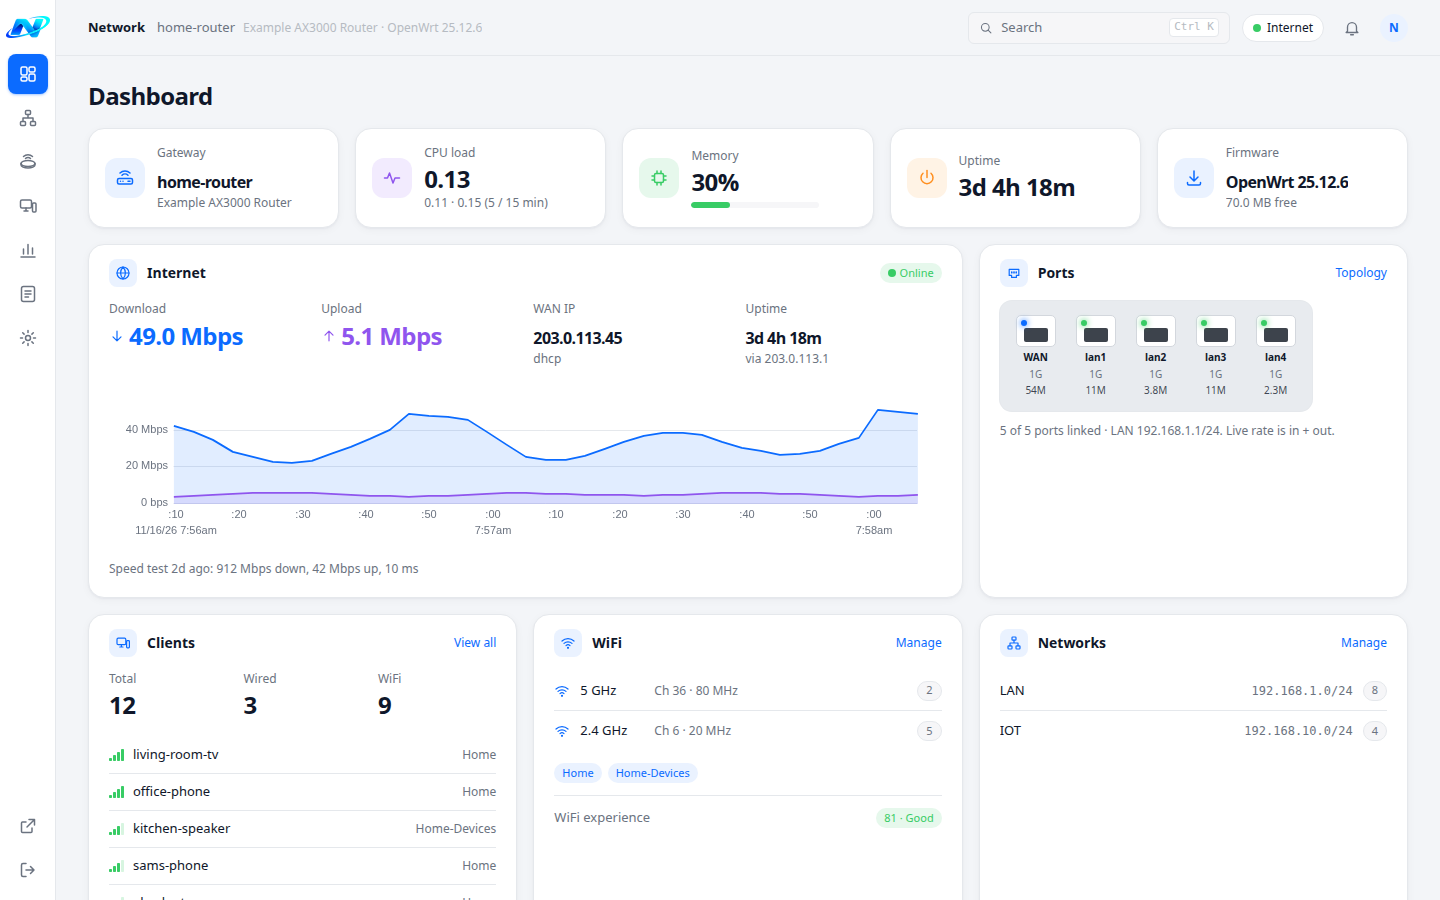 Network home-router Example AX3000 Router · OpenWrt 25.12.6
Search Ctrl K
Internet
N
Dashboard
Gateway
home-router
Example AX3000 Router
CPU load
0.13
0.11 · 0.15 (5 / 15 min)
Memory
30%
Uptime
3d 4h 18m
Firmware
OpenWrt 25.12.6
70.0 MB free
Internet
Online
Download
↓ 49.0 Mbps
Upload
↑ 5.1 Mbps
WAN IP
203.0.113.45
dhcp
Uptime
3d 4h 18m
via 203.0.113.1
40 Mbps
20 Mbps
0 bps
:10 :20 :30 :40 :50 :00 :10 :20 :30 :40 :50 :00
11/16/26 7:56am 7:57am 7:58am
Speed test 2d ago: 912 Mbps down, 42 Mbps up, 10 ms
Ports
Topology
WAN lan1 lan2 lan3 lan4
1G 1G 1G 1G 1G
54M 11M 3.8M 11M 2.3M
5 of 5 ports linked · LAN 192.168.1.1/24. Live rate is in + out.
Clients
View all
Total Wired WiFi
12 3 9
living-room-tv Home
office-phone Home
kitchen-speaker Home-Devices
sams-phone Home
WiFi
Manage
5 GHz Ch 36 · 80 MHz 2
2.4 GHz Ch 6 · 20 MHz 5
Home Home-Devices
WiFi experience 81 · Good
Networks
Manage
LAN 192.168.1.0/24 8
IOT 192.168.10.0/24 4